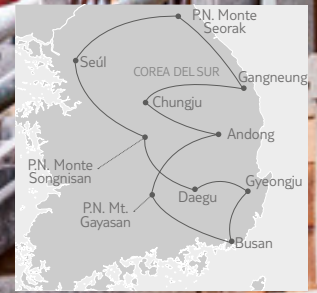 P.N. Monte
Seorak
Seúl
COREA DEL SUR
Gangneung
Chungju
Andong
P.N. Monte
Songnisan
Gyeongju
Daegu
P.N. Mt.
Gayasan
Busan